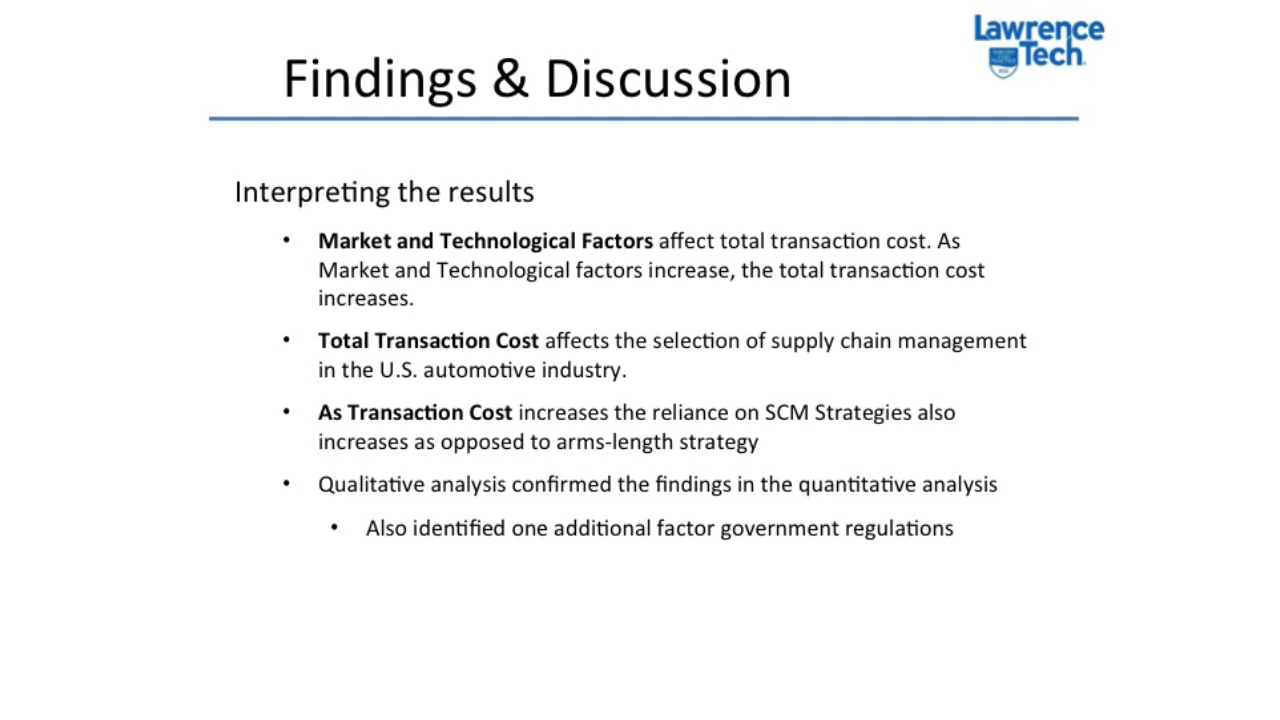 Lawrence
Tech
Findings & Discussion
Interpreting the results
• Market and Technological Factors affect total transaction cost. As
Market and Technological factors increase, the total transaction cost
increases.
• Total Transaction Cost affects the selection of supply chain management
in the U.S. automotive industry.
• As Transaction Cost increases the reliance on SCM Strategies also
increases as opposed to arms-length strategy
• Qualitative analysis confirmed the findings in the quantitative analysis
• Also identified one additional factor government regulations